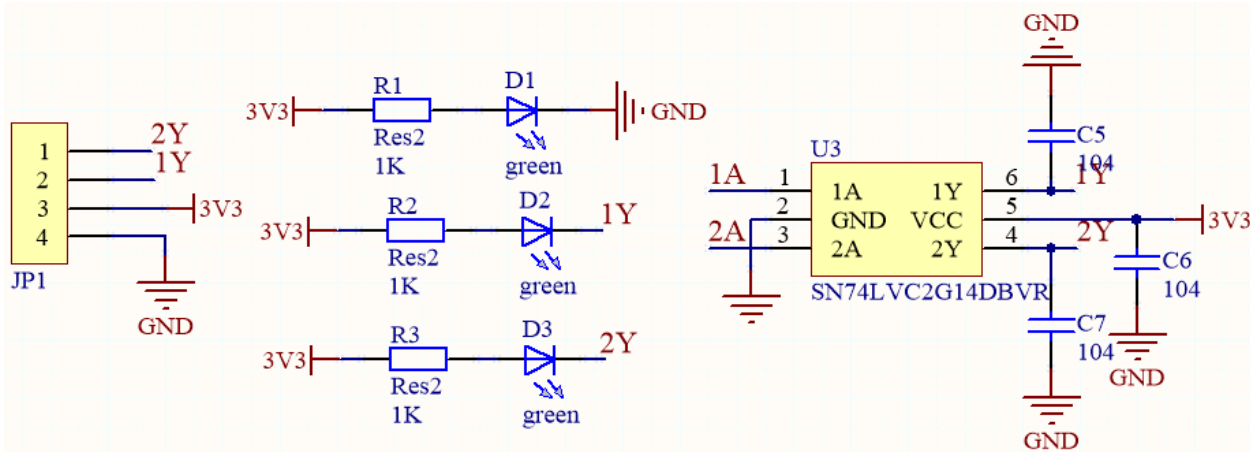 1 2Y
2 1Y
3 3V3
4
JP1
GND
R1
3V3
Res2
1K
D1
green
GND
R2
3V3
Res2
1K
D2
1Y
green
R3
3V3
Res2
1K
D3
2Y
green
GND
C5
104
U3
1A 1 1A 1Y 6 1Y
2 GND VCC 5 3V3
2A 3 2A 2Y 4 2Y
SN74LVC2G14DBVR
C6
104
GND
C7
104
GND